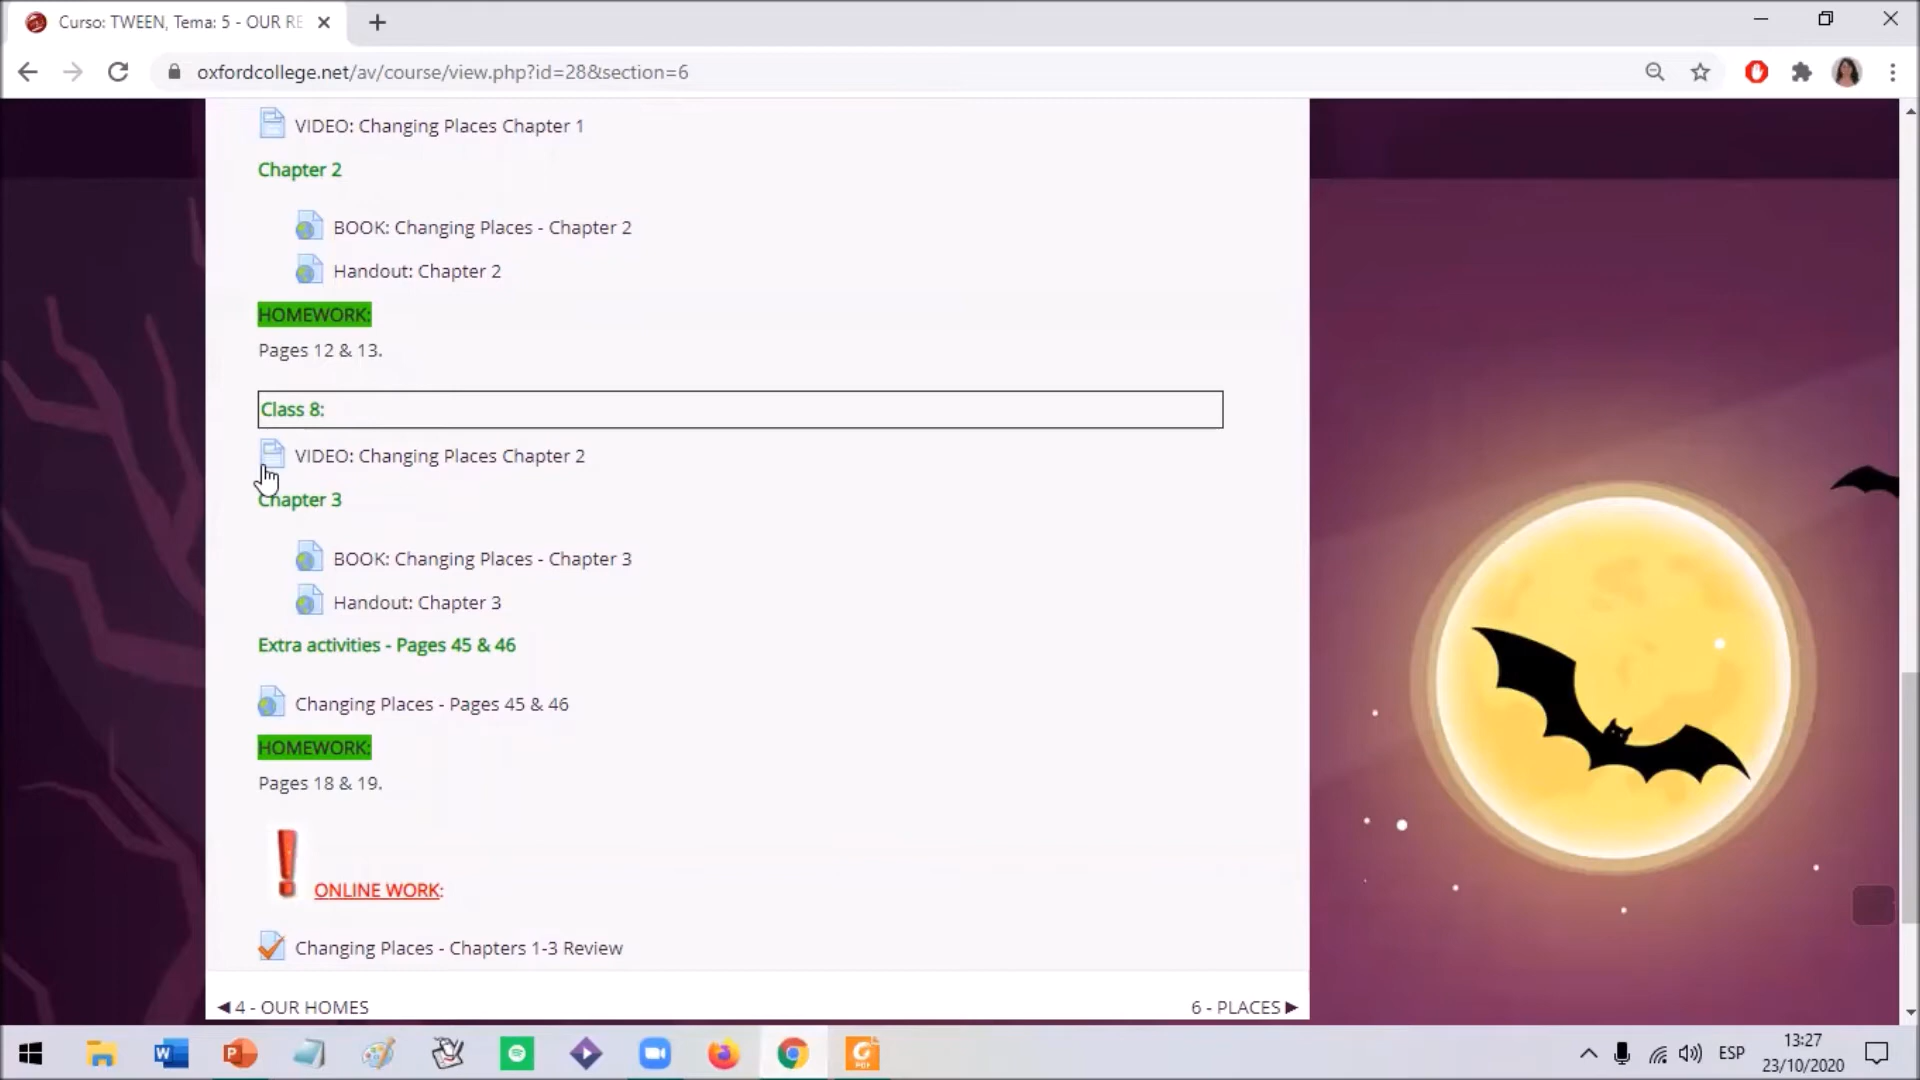 Curso: TWEEN, Tema: 5 - OUR RE
oxfordcollege.net/av/course/view.php?id=28&section=6
VIDEO: Changing Places Chapter 1
Chapter 2
BOOK: Changing Places - Chapter 2
Handout: Chapter 2
HOMEWORK:
Pages 12 & 13.
Class 8:
VIDEO: Changing Places Chapter 2
Chapter 3
BOOK: Changing Places - Chapter 3
Handout: Chapter 3
Extra activities - Pages 45 & 46
Changing Places - Pages 45 & 46
HOMEWORK:
Pages 18 & 19.
ONLINE WORK:
Changing Places - Chapters 1-3 Review
◀ 4 - OUR HOMES
6 - PLACES ▶
ESP
13:27
23/10/2020